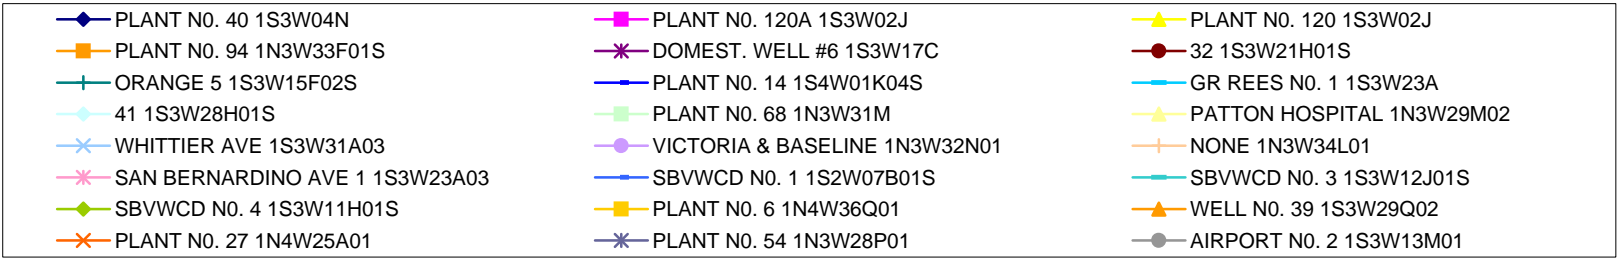 PLANT N0. 40 1S3W04N PLANT N0. 120A 1S3W02J PLANT N0. 120 1S3W02J
PLANT N0. 94 1N3W33F01S DOMEST. WELL #6 1S3W17C 32 1S3W21H01S
ORANGE 5 1S3W15F02S PLANT N0. 14 1S4W01K04S GR REES N0. 1 1S3W23A
41 1S3W28H01S PLANT N0. 68 1N3W31M PATTON HOSPITAL 1N3W29M02
WHITTIER AVE 1S3W31A03 VICTORIA & BASELINE 1N3W32N01 NONE 1N3W34L01
SAN BERNARDINO AVE 1 1S3W23A03 SBVWCD N0. 1 1S2W07B01S SBVWCD N0. 3 1S3W12J01S
SBVWCD N0. 4 1S3W11H01S PLANT N0. 6 1N4W36Q01 WELL N0. 39 1S3W29Q02
PLANT N0. 27 1N4W25A01 PLANT N0. 54 1N3W28P01 AIRPORT N0. 2 1S3W13M01